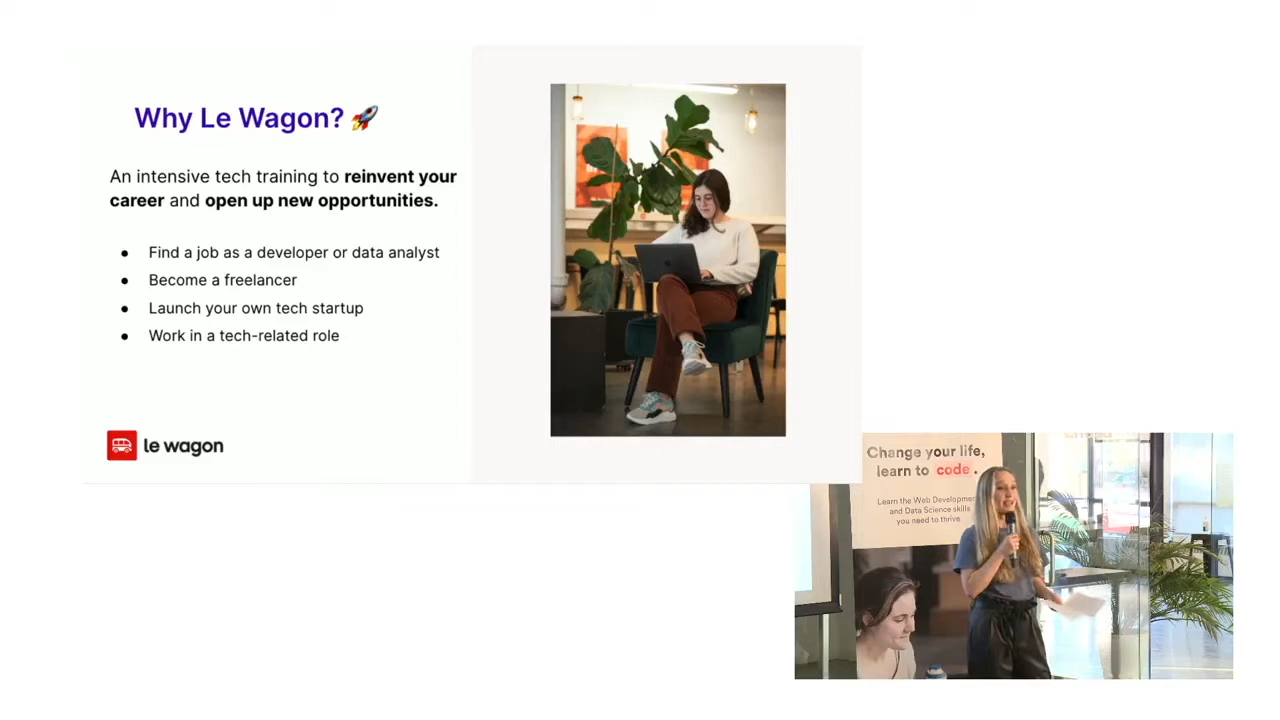 Why Le Wagon? 🚀
An intensive tech training to reinvent your
career and open up new opportunities.
● Find a job as a developer or data analyst
● Become a freelancer
● Launch your own tech startup
● Work in a tech-related role
le wagon
Change your life,
learn to code.
Learn the Web Developmen
and Data Science skills
you need to thrive